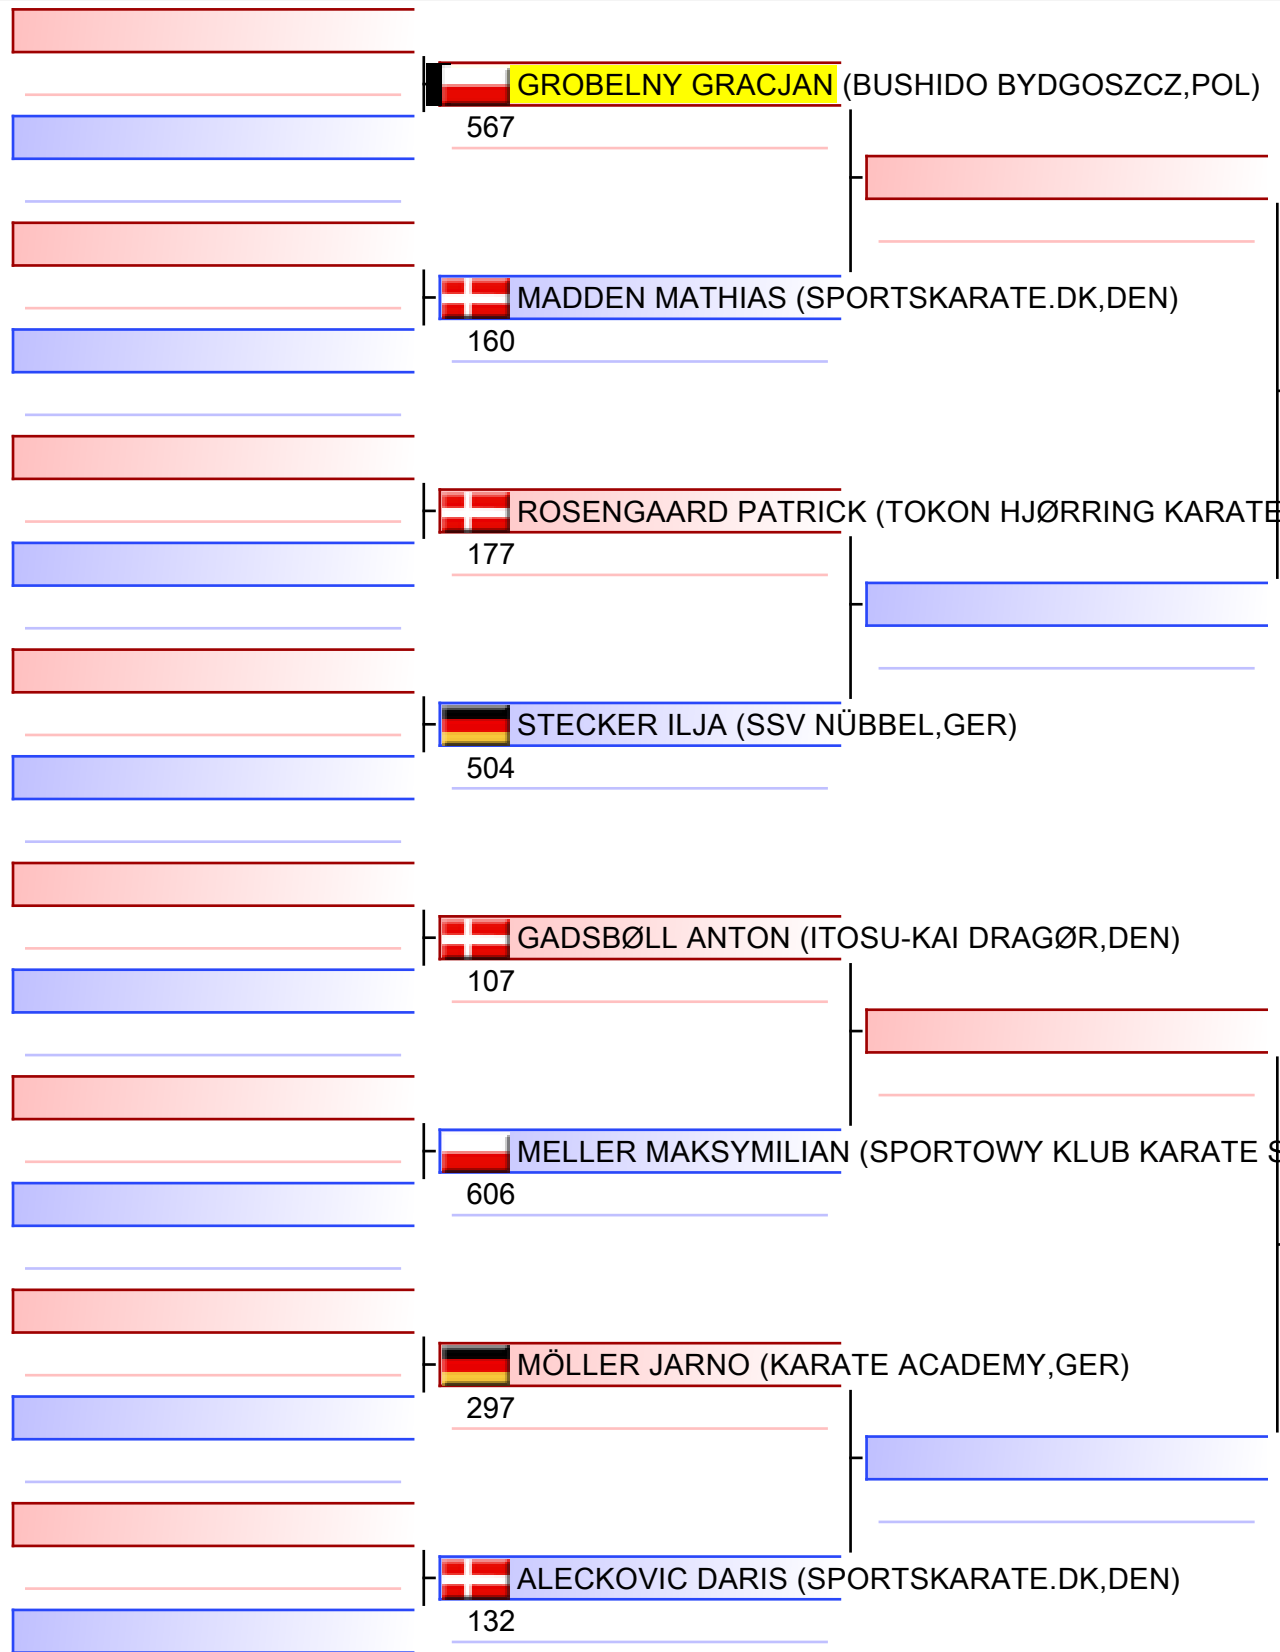 GROBELNY GRACJAN (BUSHIDO BYDGOSZCZ,POL)
567
MADDEN MATHIAS (SPORTSKARATE.DK,DEN)
160
ROSENGAARD PATRICK (TOKON HJØRRING KARATE
177
STECKER ILJA (SSV NÜBBEL,GER)
504
GADSBØLL ANTON (ITOSU-KAI DRAGØR,DEN)
107
MELLER MAKSYMILIAN (SPORTOWY KLUB KARATE
606
MÖLLER JARNO (KARATE ACADEMY,GER)
297
ALECKOVIC DARIS (SPORTSKARATE.DK,DEN)
132